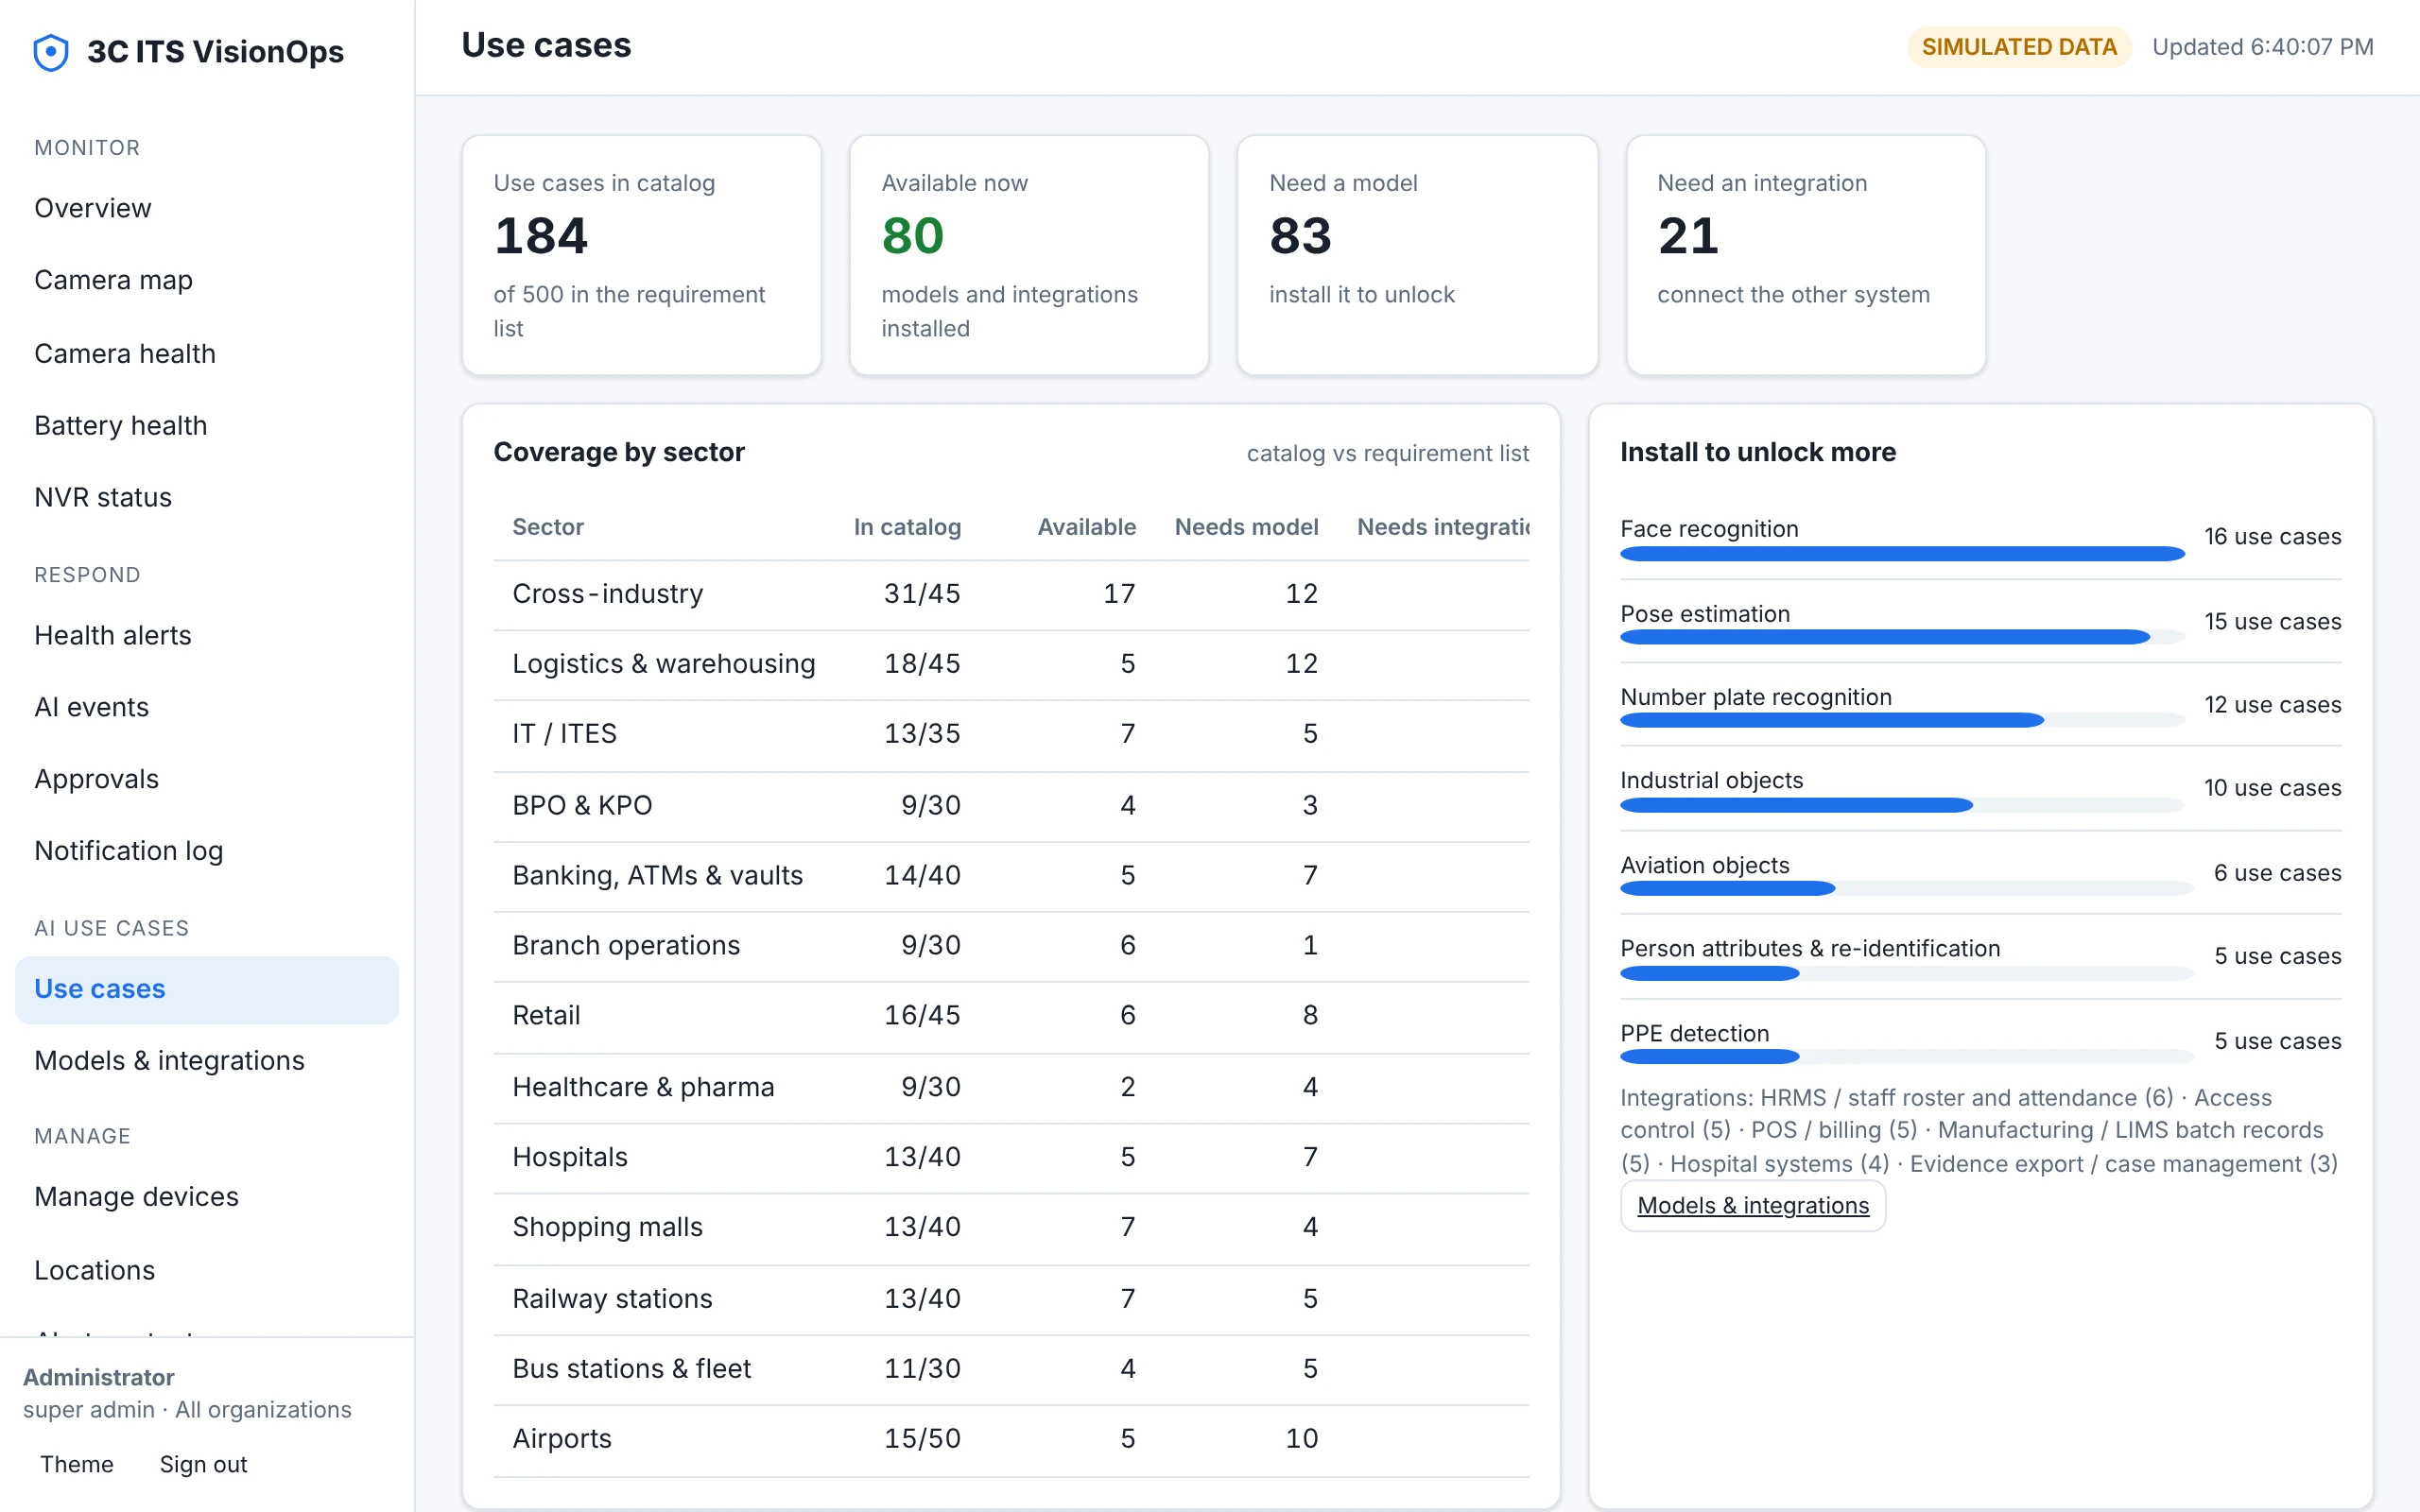 3C ITS VisionOps
MONITOR
Overview
Camera map
Camera health
Battery health
NVR status
RESPOND
Health alerts
AI events
Approvals
Notification log
AI USE CASES
Use cases
Models & integrations
MANAGE
Manage devices
Locations
Administrator
super admin · All organizations
Theme Sign out
Use cases
SIMULATED DATA Updated 6:40:07 PM
Use cases in catalog
184
of 500 in the requirement
list
Available now
80
models and integrations
installed
Need a model
83
install it to unlock
Need an integration
21
connect the other system
Coverage by sector catalog vs requirement list
Sector In catalog Available Needs model Needs
Cross-industry 31/45 17 12
Logistics & warehousing 18/45 5 12
IT / ITES 13/35 7 5
BPO & KPO 9/30 4 3
Banking, ATMs & vaults 14/40 5 7
Branch operations 9/30 6 1
Retail 16/45 6 8
Healthcare & pharma 9/30 2 4
Hospitals 13/40 5 7
Shopping malls 13/40 7 4
Railway stations 13/40 7 5
Bus stations & fleet 11/30 4 5
Airports 15/50 5 10
Install to unlock more
Face recognition 16 use cases
Pose estimation 15 use cases
Number plate recognition 12 use cases
Industrial objects 10 use cases
Aviation objects 6 use cases
Person attributes & re-identification 5 use cases
PPE detection 5 use cases
Integrations: HRMS / staff roster and attendance (6) · Access
control (5) · POS / billing (5) · Manufacturing / LIMS batch records
(5) · Hospital systems (4) · Evidence export / case management (3)
Models & integrations